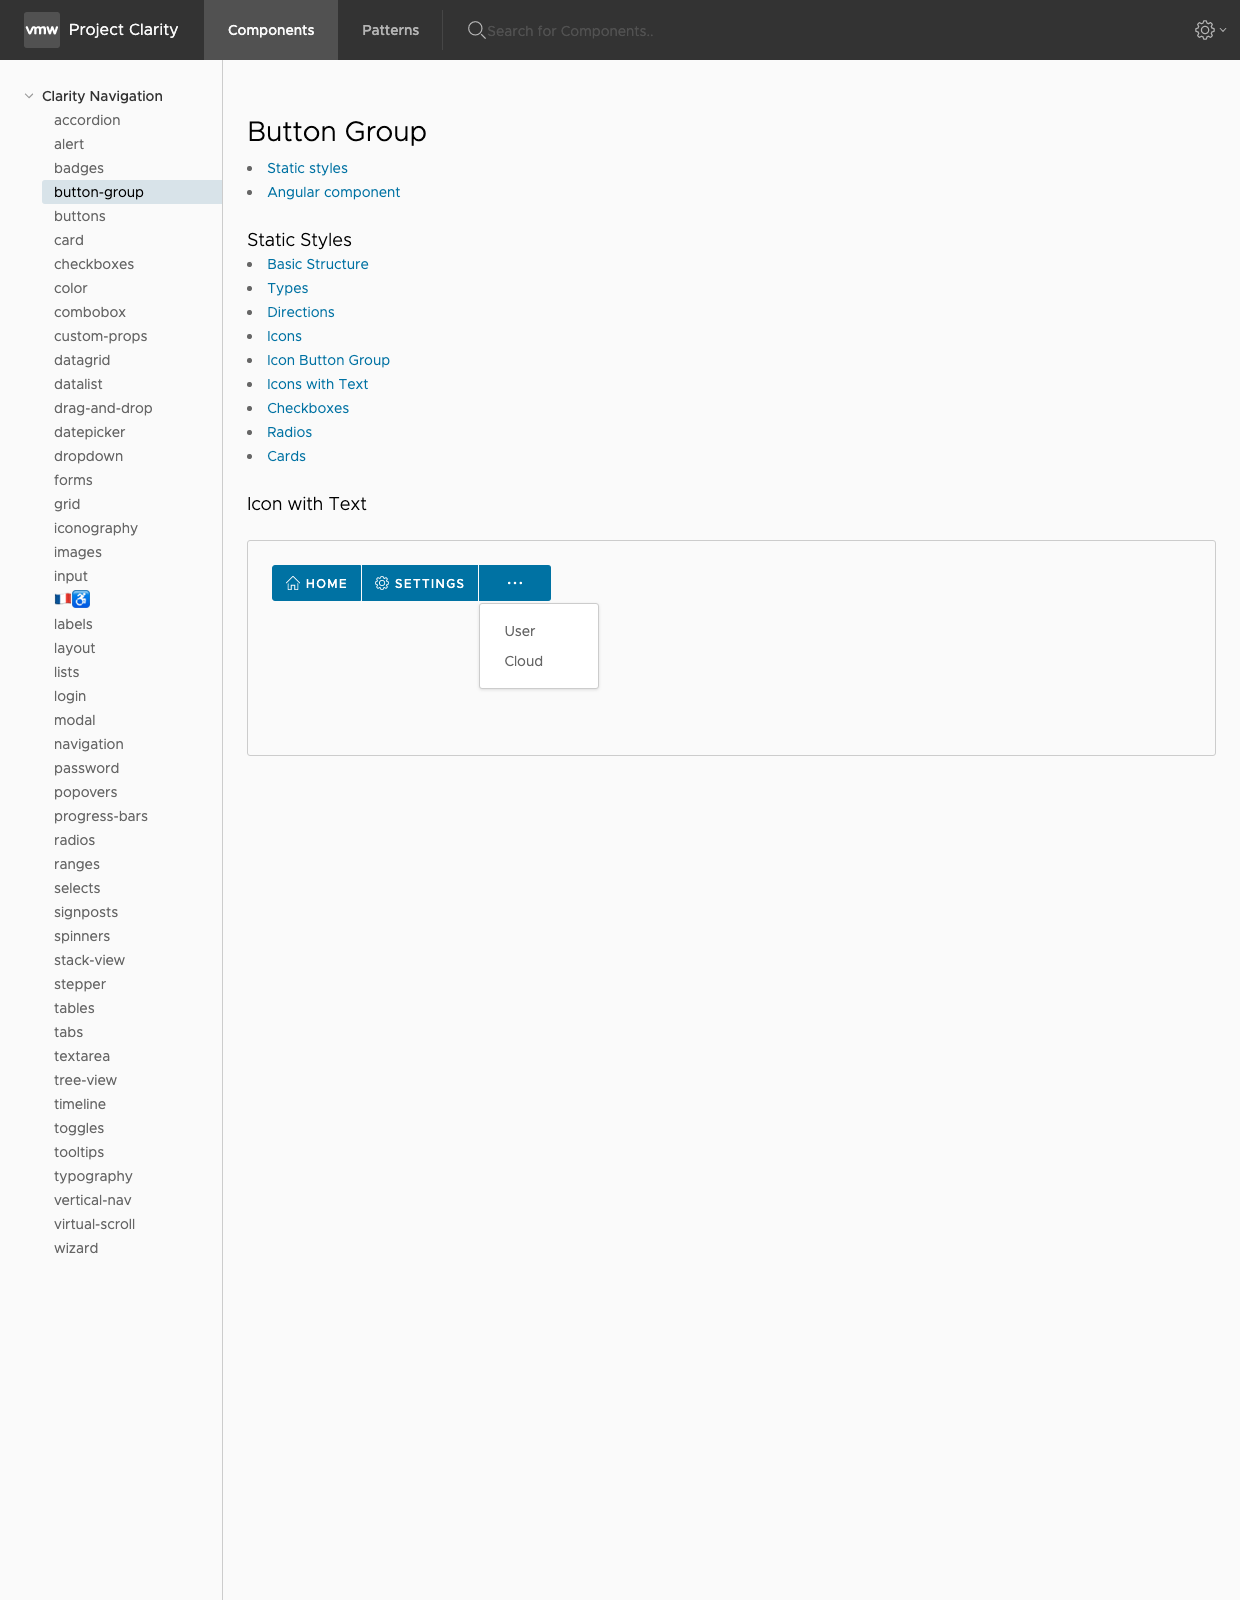 vmw Project Clarity Components Patterns Search for Components..
Clarity Navigation
accordion
alert
badges
button-group
buttons
card
checkboxes
color
combobox
custom-props
datagrid
datalist
drag-and-drop
datepicker
dropdown
forms
grid
iconography
images
input
🇫🇷♿
labels
layout
lists
login
modal
navigation
password
popovers
progress-bars
radios
ranges
selects
signposts
spinners
stack-view
stepper
tables
tabs
textarea
tree-view
timeline
toggles
tooltips
typography
vertical-nav
virtual-scroll
wizard
Button Group
• Static styles
• Angular component
Static Styles
• Basic Structure
• Types
• Directions
• Icons
• Icon Button Group
• Icons with Text
• Checkboxes
• Radios
• Cards
Icon with Text
HOME SETTINGS ...
User
Cloud